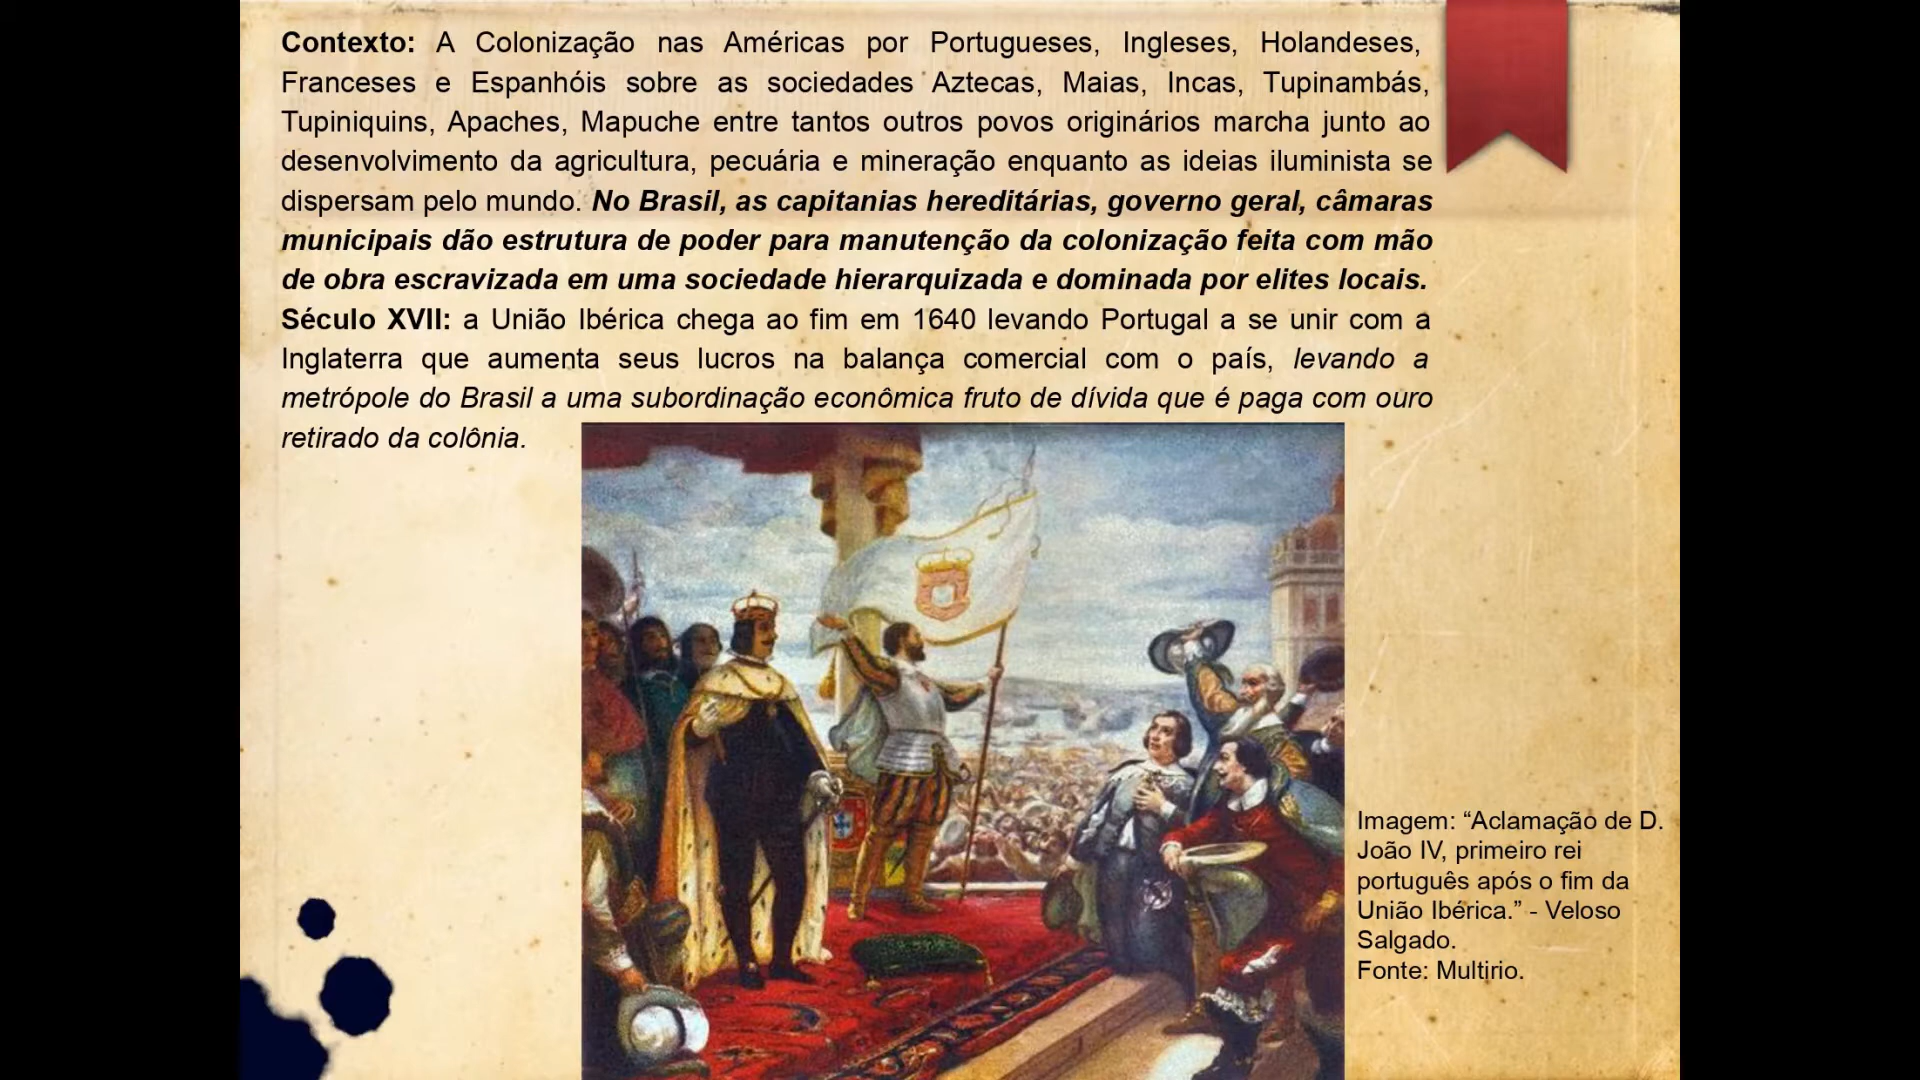 Contexto: A Colonização nas Américas por Portugueses, Ingleses, Holandeses,
Franceses e Espanhóis sobre as sociedades Aztecas, Maias, Incas, Tupinambás,
Tupiniquins, Apaches, Mapuche entre tantos outros povos originários marcha junto ao
desenvolvimento da agricultura, pecuária e mineração enquanto as ideias iluminista se
dispersam pelo mundo. No Brasil, as capitanias hereditárias, governo geral, câmaras
municipais dão estrutura de poder para manutenção da colonização feita com mão
de obra escravizada em uma sociedade hierarquizada e dominada por elites locais.
Século XVII: a União Ibérica chega ao fim em 1640 levando Portugal a se unir com a
Inglaterra que aumenta seus lucros na balança comercial com o país, levando a
metrópole do Brasil a uma subordinação econômica fruto de dívida que é paga com ouro
retirado da colônia.
Imagem: “Aclamação de D.
João IV, primeiro rei
português após o fim da
União Ibérica.” - Veloso
Salgado.
Fonte: Multirio.